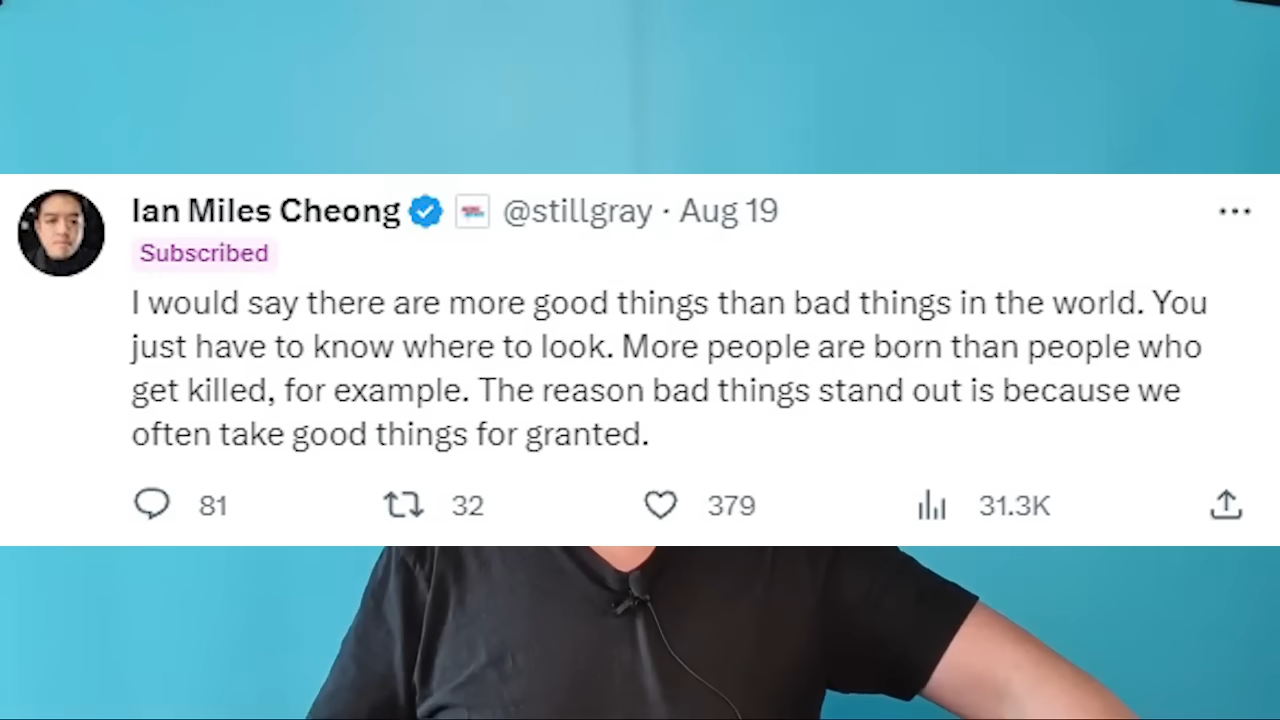 Ian Miles Cheong @stillgray · Aug 19
Subscribed
I would say there are more good things than bad things in the world. You
just have to know where to look. More people are born than people who
get killed, for example. The reason bad things stand out is because we
often take good things for granted.
81 32 379 31.3K